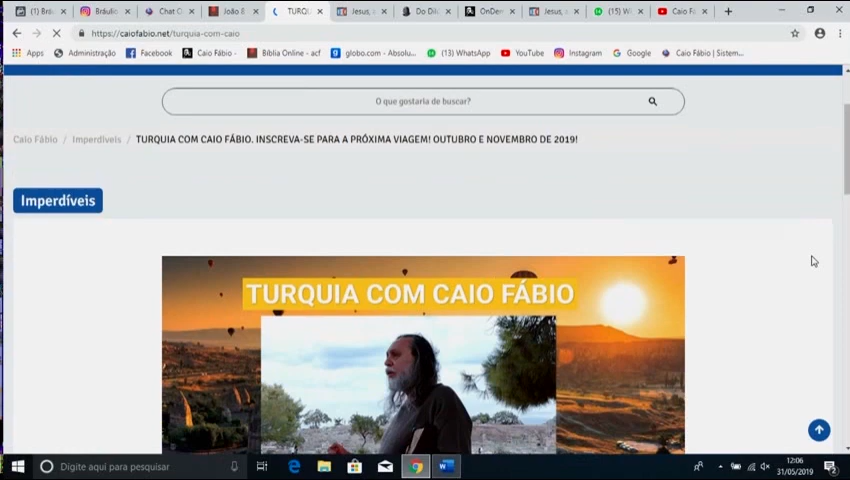 (1) Brá
Bráulio
Chat C
João 8
TURQU
Jesus,
Do Dilú
OnDem
Jesus,
(15) W
Caio F
https://caiofabio.net/turquia-com-caio
Apps
Administração
Facebook
Caio Fábio -
Bíblia Online - acf
globo.com - Absolu...
(13) WhatsApp
YouTube
Instagram
Google
Caio Fábio | Sistem...
O que gostaria de buscar?
Caio Fábio / Imperdíveis / TURQUIA COM CAIO FÁBIO. INSCREVA-SE PARA A PRÓXIMA VIAGEM! OUTUBRO E NOVEMBRO DE 2019!
Imperdíveis
TURQUIA COM CAIO FÁBIO
Digite aqui para pesquisar
12:06
31/05/2019